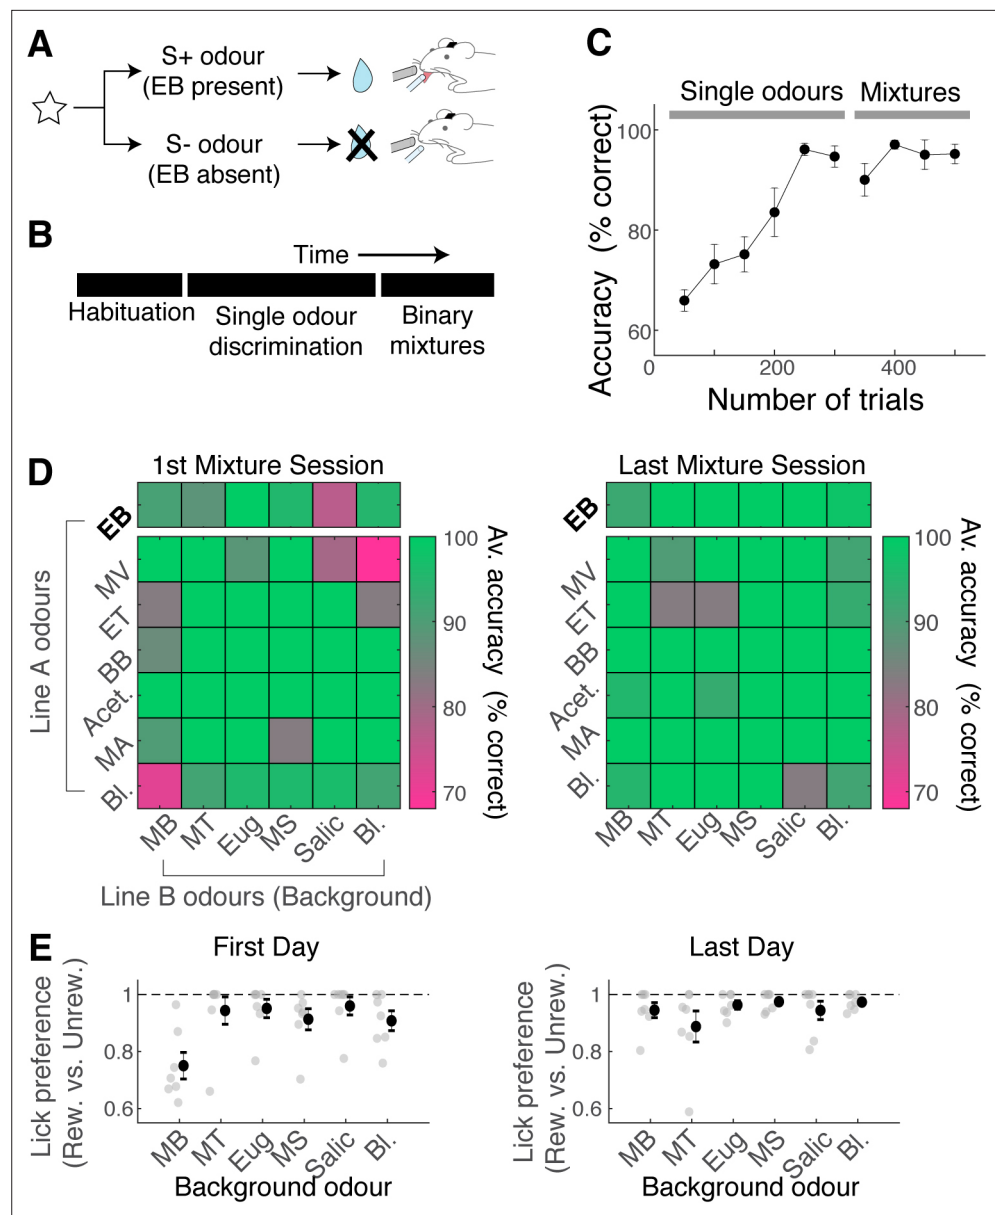 A
S+ odour
(EB present)
S- odour
(EB absent)
B
Time
Habituation
Single odour
discrimination
Binary
mixtures
C
Single odours
Mixtures
100
80
60
Accuracy (% correct)
0
200
400
Number of trials
D
1st Mixture Session
EB
MV
ET
BB
Acet.
MA
Bl.
Line A odours
MB
MT
Eug
MS
Salic
Bl.
Line B odours (Background)
100
90
80
70
Av. accuracy (% correct)
Last Mixture Session
EB
MV
ET
BB
Acet.
MA
Bl.
MB
MT
Eug
MS
Salic
Bl.
100
90
80
70
Av. accuracy (% correct)
E
First Day
Lick preference
(Rew. vs. Unrew.)
1
0.8
0.6
MB
MT
Eug
MS
Salic
Bl.
Background odour
Last Day
Lick preference
(Rew. vs. Unrew.)
1
0.8
0.6
MB
MT
Eug
MS
Salic
Bl.
Background odour